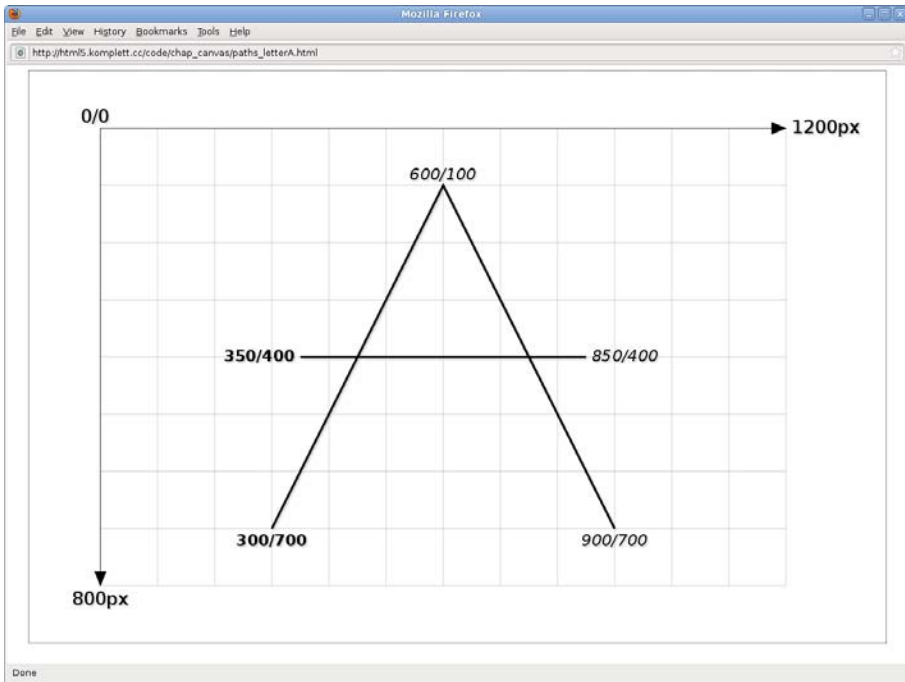 Mozilla Firefox
File Edit View History Bookmarks Tools Help
http://html5.komplett.cc/code/chap_canvas/paths_letterA.html
0/0
1200px
600/100
350/400 850/400
300/700 900/700
800px
Done